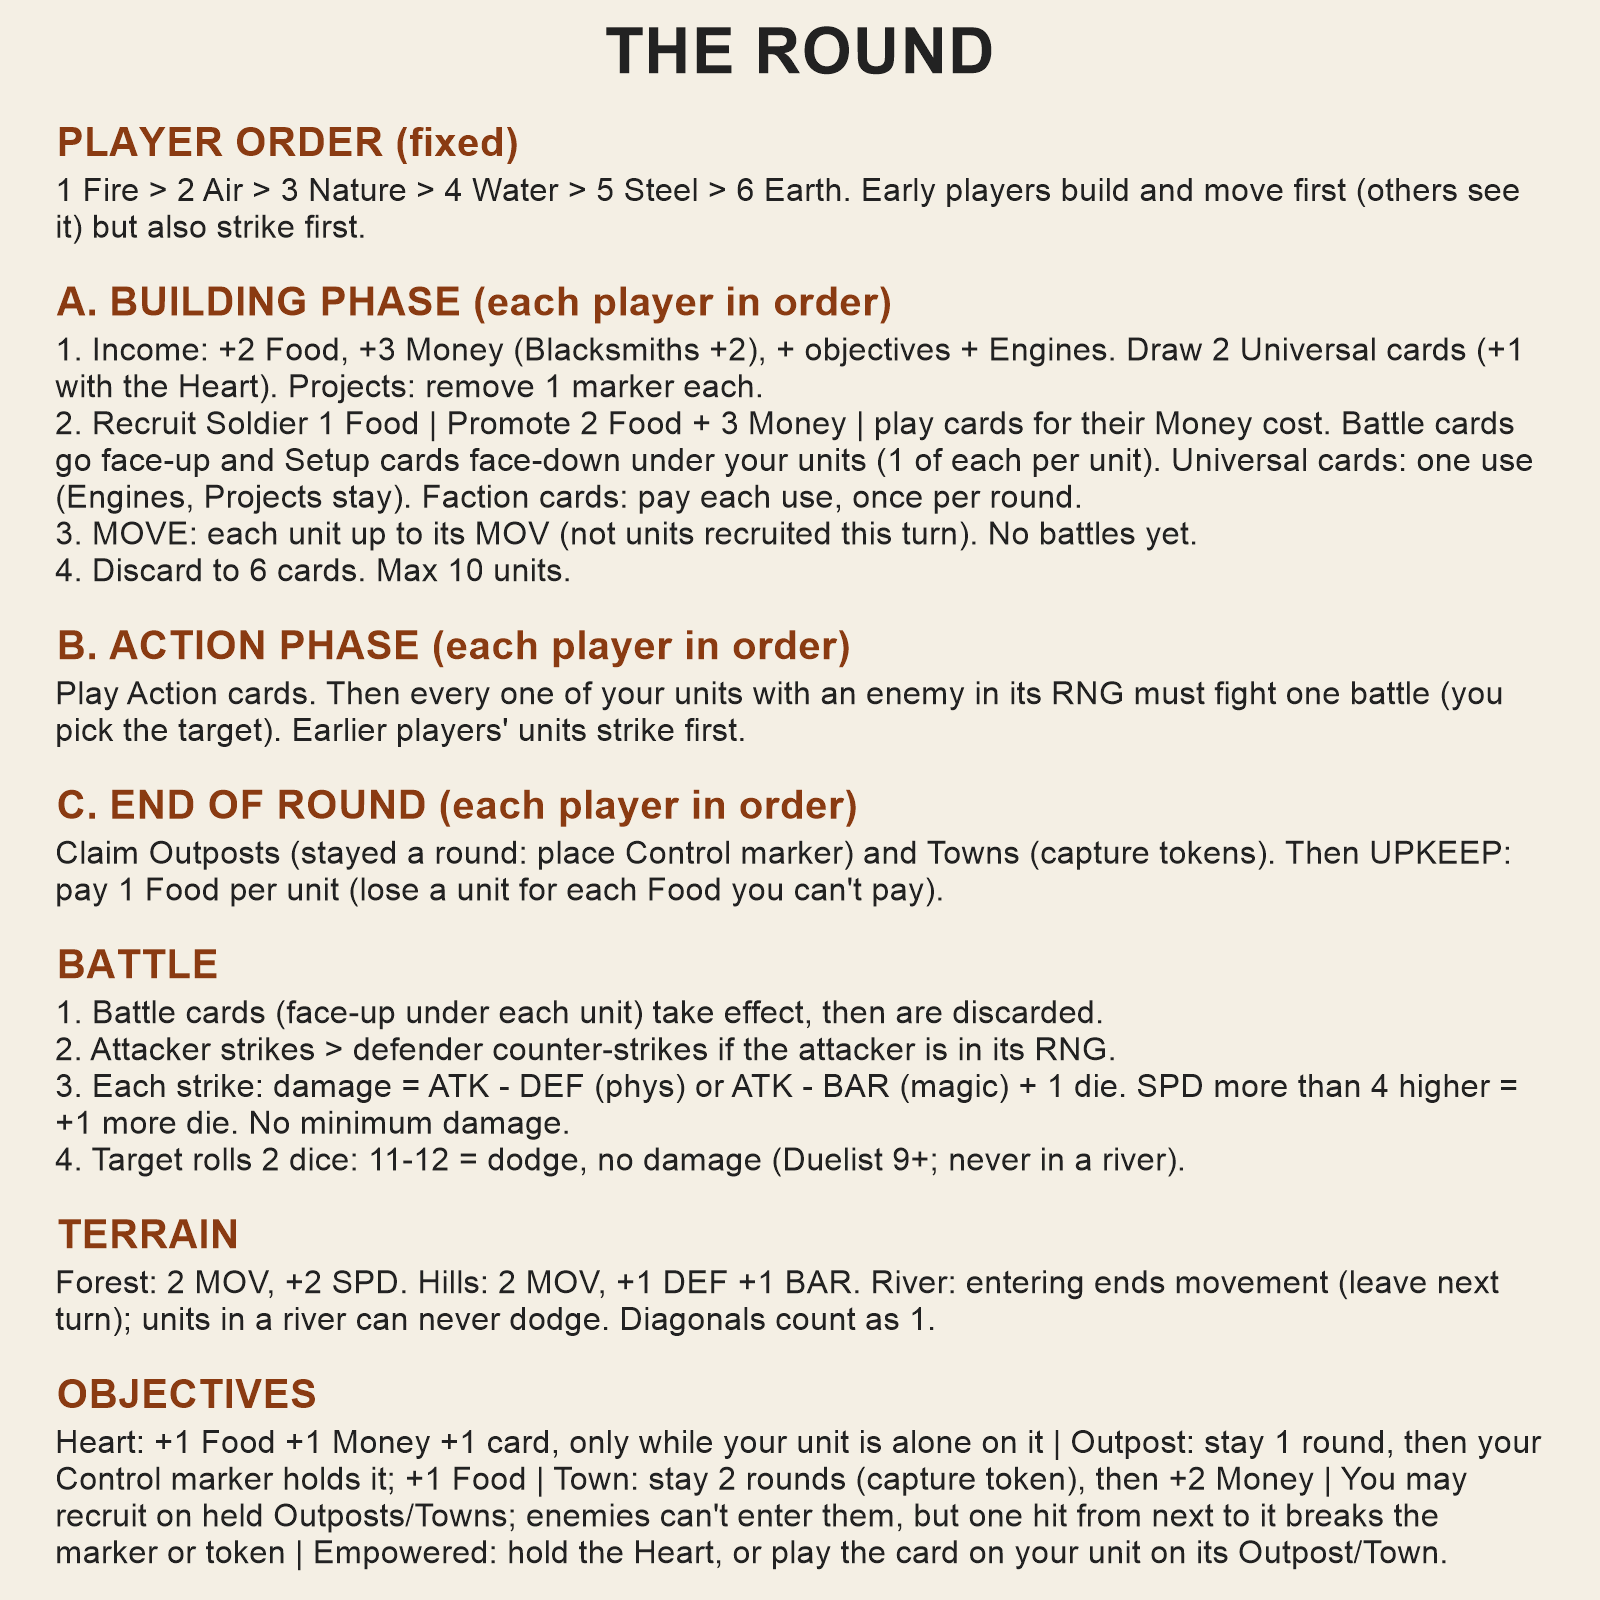 THE ROUND
PLAYER ORDER (fixed)
1 Fire > 2 Air > 3 Nature > 4 Water > 5 Steel > 6 Earth. Early players build and move first (others see
it) but also strike first.
A. BUILDING PHASE (each player in order)
1. Income: +2 Food, +3 Money (Blacksmiths +2), + objectives + Engines. Draw 2 Universal cards (+1
with the Heart). Projects: remove 1 marker each.
2. Recruit Soldier 1 Food | Promote 2 Food + 3 Money | play cards for their Money cost. Battle cards
go face-up and Setup cards face-down under your units (1 of each per unit). Universal cards: one use
(Engines, Projects stay). Faction cards: pay each use, once per round.
3. MOVE: each unit up to its MOV (not units recruited this turn). No battles yet.
4. Discard to 6 cards. Max 10 units.
B. ACTION PHASE (each player in order)
Play Action cards. Then every one of your units with an enemy in its RNG must fight one battle (you
pick the target). Earlier players' units strike first.
C. END OF ROUND (each player in order)
Claim Outposts (stayed a round: place Control marker) and Towns (capture tokens). Then UPKEEP:
pay 1 Food per unit (lose a unit for each Food you can't pay).
BATTLE
1. Battle cards (face-up under each unit) take effect, then are discarded.
2. Attacker strikes > defender counter-strikes if the attacker is in its RNG.
3. Each strike: damage = ATK - DEF (phys) or ATK - BAR (magic) + 1 die. SPD more than 4 higher =
+1 more die. No minimum damage.
4. Target rolls 2 dice: 11-12 = dodge, no damage (Duelist 9+; never in a river).
TERRAIN
Forest: 2 MOV, +2 SPD. Hills: 2 MOV, +1 DEF +1 BAR. River: entering ends movement (leave next
turn); units in a river can never dodge. Diagonals count as 1.
OBJECTIVES
Heart: +1 Food +1 Money +1 card, only while your unit is alone on it | Outpost: stay 1 round, then your
Control marker holds it; +1 Food | Town: stay 2 rounds (capture token), then +2 Money | You may
recruit on held Outposts/Towns; enemies can't enter them, but one hit from next to it breaks the
marker or token | Empowered: hold the Heart, or play the card on your unit on its Outpost/Town.